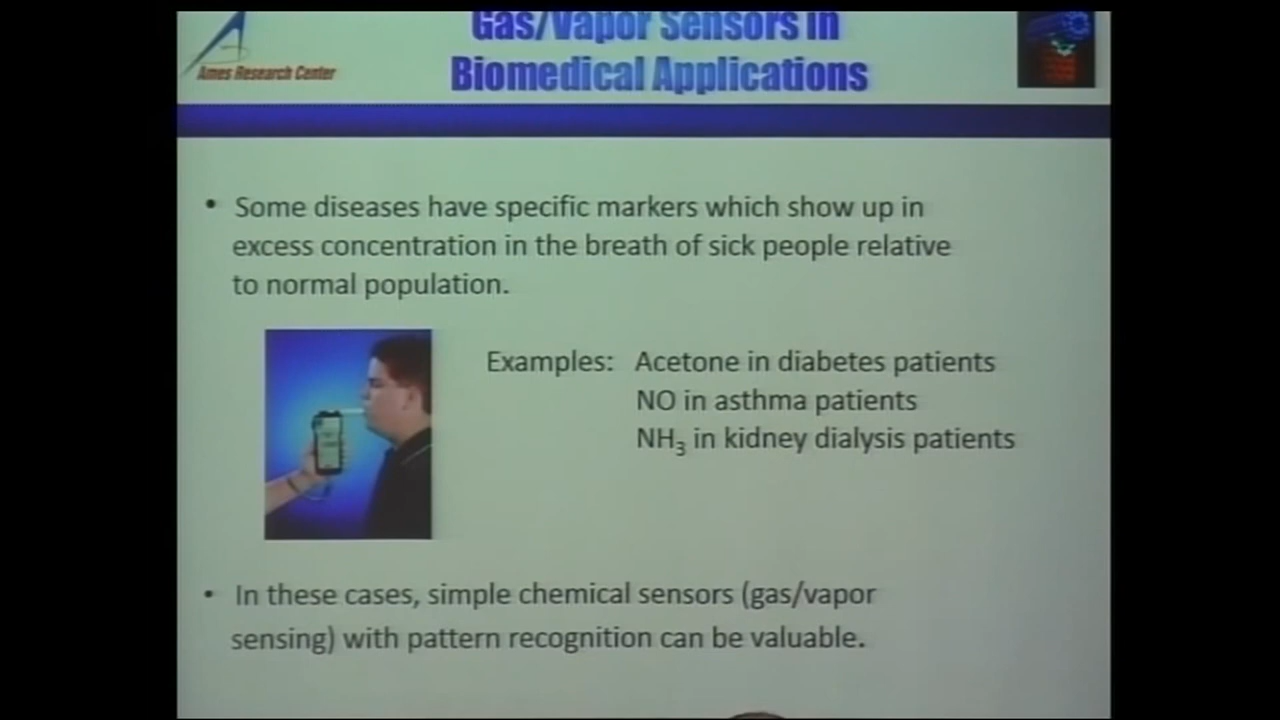 Gas/Vapor Sensors in
Biomedical Applications
Ames Research Center
• Some diseases have specific markers which show up in
excess concentration in the breath of sick people relative
to normal population.
Examples: Acetone in diabetes patients
NO in asthma patients
NH₃ in kidney dialysis patients
• In these cases, simple chemical sensors (gas/vapor
sensing) with pattern recognition can be valuable.